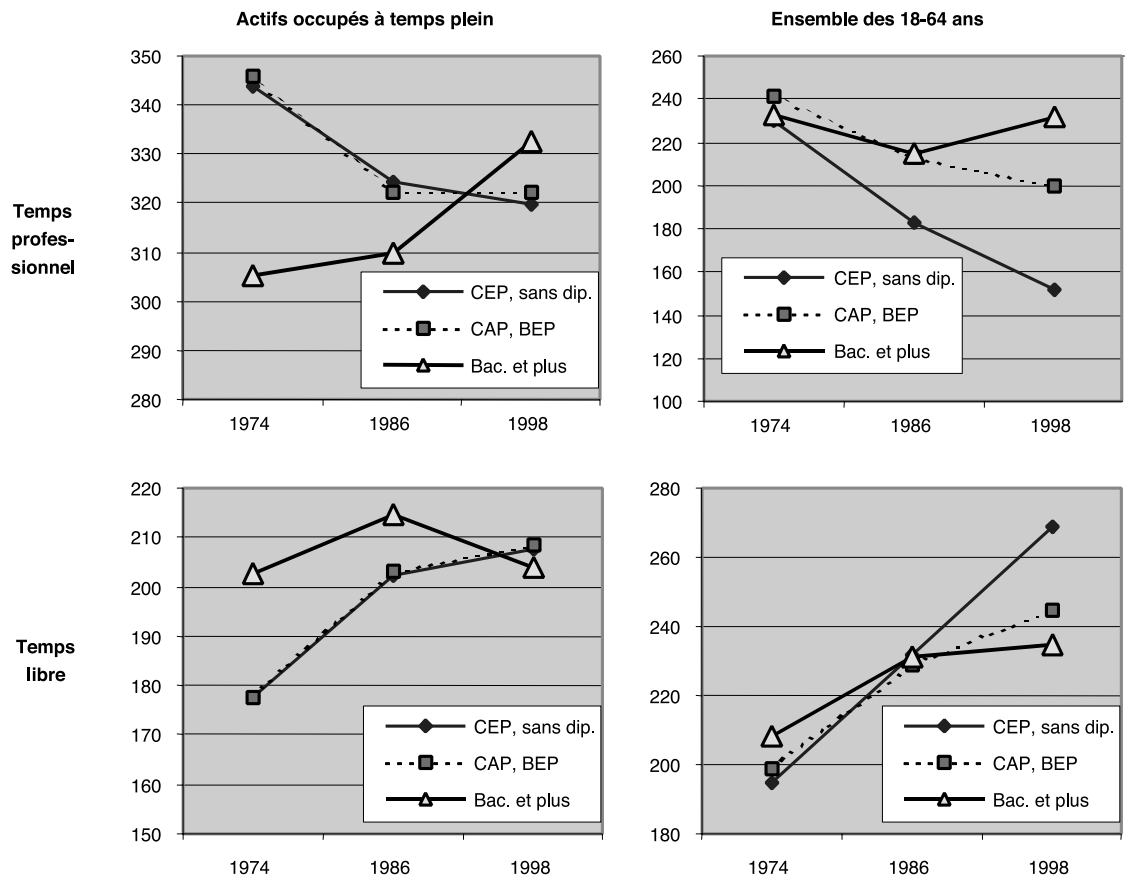 Actifs occupés à temps plein
Ensemble des 18-64 ans
Temps
profes-
sionnel
350
340
330
320
310
300
290
280
1974
1986
1998
CEP, sans dip.
CAP, BEP
Bac. et plus
260
240
220
200
180
160
140
120
100
1974
1986
1998
CEP, sans dip.
CAP, BEP
Bac. et plus
Temps
libre
220
210
200
190
180
170
160
150
1974
1986
1998
CEP, sans dip.
CAP, BEP
Bac. et plus
280
260
240
220
200
180
1974
1986
1998
CEP, sans dip.
CAP, BEP
Bac. et plus